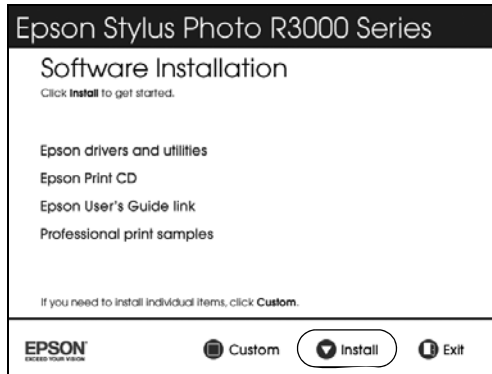 Epson Stylus Photo R3000 Series
Software Installation
Click Install to get started.
Epson drivers and utilities
Epson Print CD
Epson User's Guide link
Professional print samples
If you need to install individual items, click Custom.
EPSON
EXCEED YOUR VISION
Custom
Install
Exit